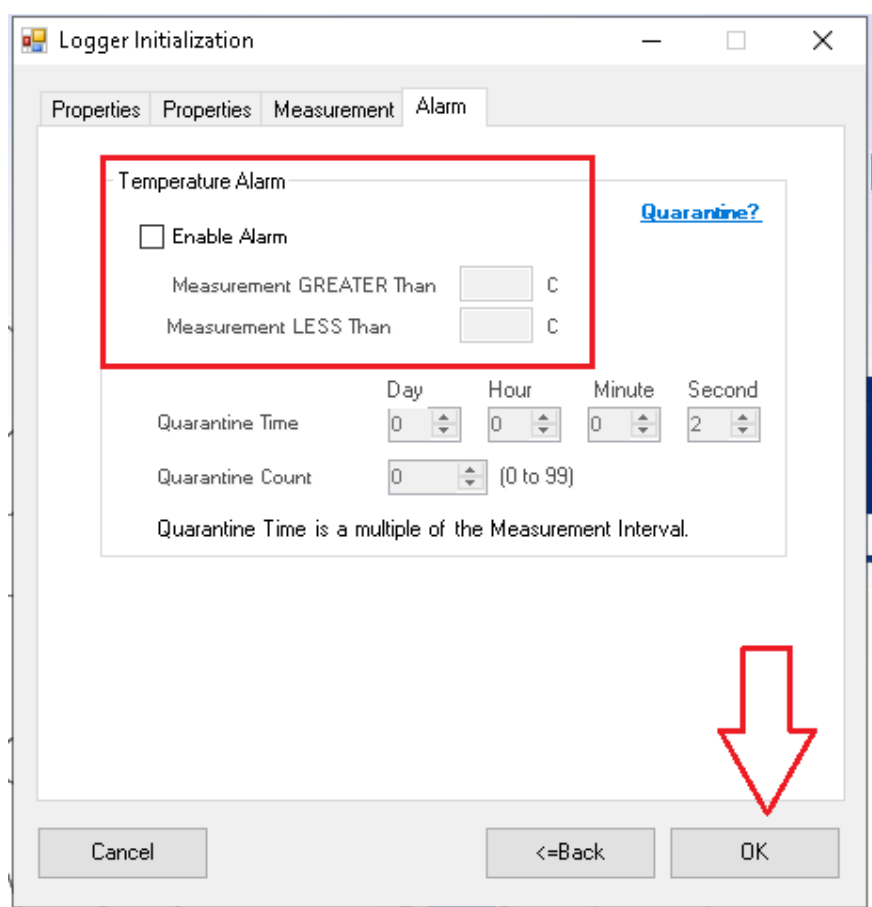 Logger Initialization
Properties Properties Measurement Alarm
Temperature Alarm
Quarantine?
Enable Alarm
Measurement GREATER Than C
Measurement LESS Than C
Day Hour Minute Second
Quarantine Time 0 0 0 2
Quarantine Count 0 (0 to 99)
Quarantine Time is a multiple of the Measurement Interval.
Cancel <=Back OK